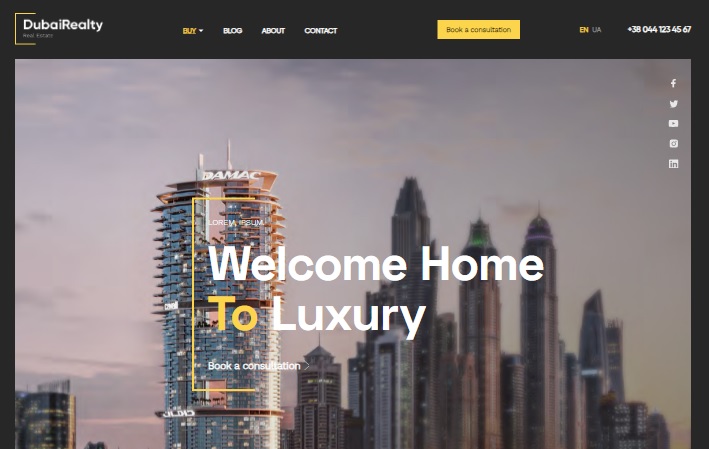 DubaiRealty
Real Estate
BUY
BLOG
ABOUT
CONTACT
Book a consultation
EN UA
+38 044 123 45 67
DAMAC
LOREM IPSUM
Welcome Home
To Luxury
Book a consultation